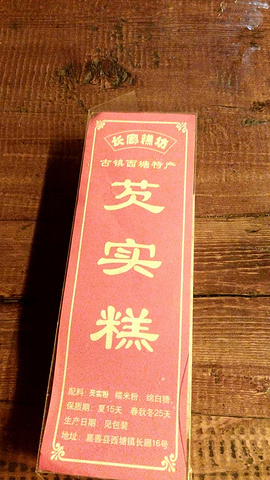 长廊糕坊
古镇西塘特产
芡实糕
配料: 芡实粉 糯米粉、绵白糖、
保质期: 夏15天 春秋冬25天
生产日期: 见包装
地址: 嘉善县西塘镇长廊16号